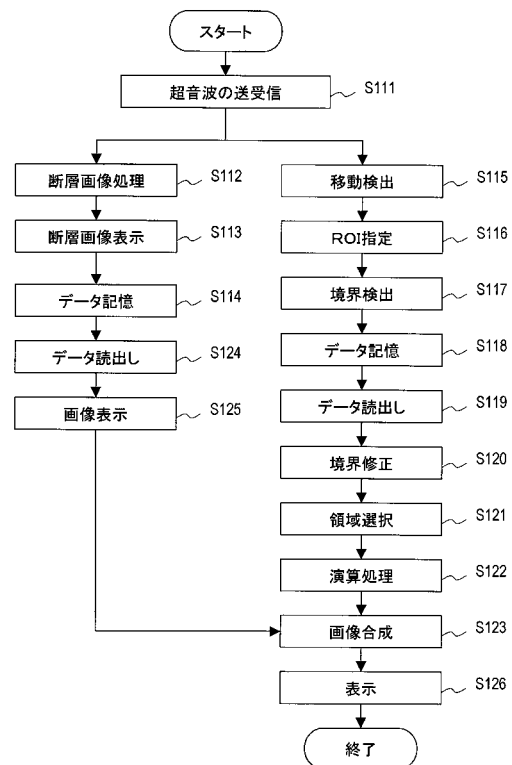 スタート
超音波の送受信 S111
断層画像処理 S112
断層画像表示 S113
データ記憶 S114
データ読出し S124
画像表示 S125
移動検出 S115
ROI指定 S116
境界検出 S117
データ記憶 S118
データ読出し S119
境界修正 S120
領域選択 S121
演算処理 S122
画像合成 S123
表示 S126
終了